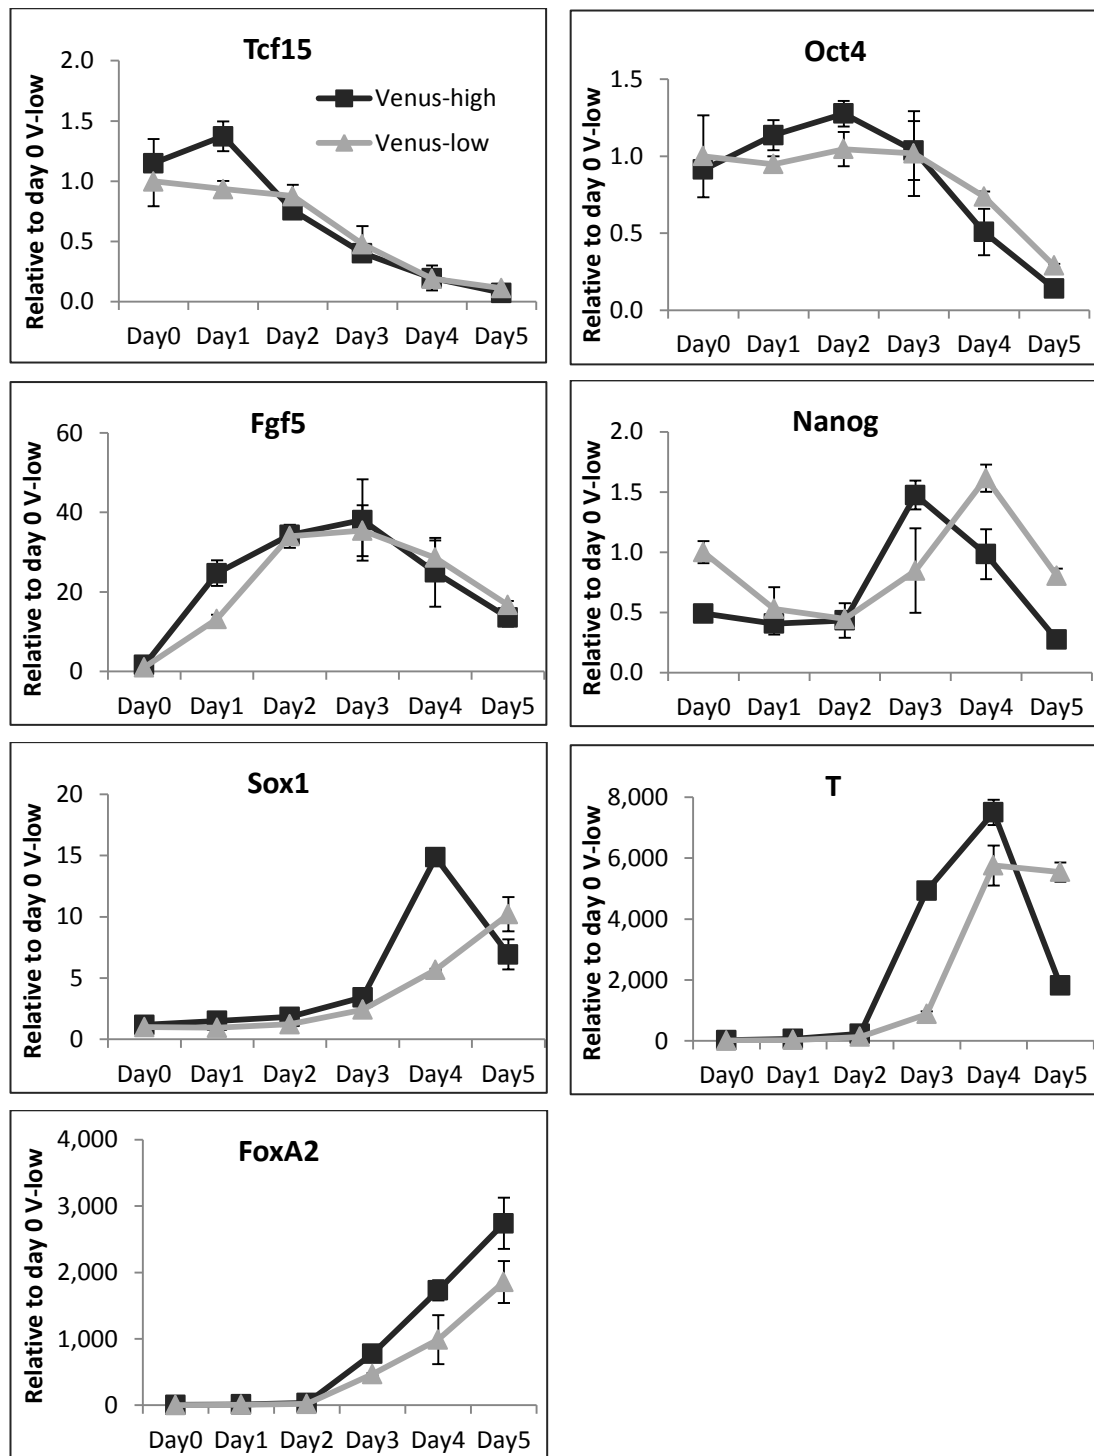 Tcf15
Relative to day 0 V-low
2.0
1.5
1.0
0.5
0.0
Venus-high
Venus-low
Day0 Day1 Day2 Day3 Day4 Day5
Oct4
Relative to day 0 V-low
1.5
1.0
0.5
0.0
Day0 Day1 Day2 Day3 Day4 Day5
Fgf5
Relative to day 0 V-low
60
40
20
0
Day0 Day1 Day2 Day3 Day4 Day5
Nanog
Relative to day 0 V-low
2.0
1.5
1.0
0.5
0.0
Day0 Day1 Day2 Day3 Day4 Day5
Sox1
Relative to day 0 V-low
20
15
10
5
0
Day0 Day1 Day2 Day3 Day4 Day5
T
Relative to day 0 V-low
8,000
6,000
4,000
2,000
0
Day0 Day1 Day2 Day3 Day4 Day5
FoxA2
Relative to day 0 V-low
4,000
3,000
2,000
1,000
0
Day0 Day1 Day2 Day3 Day4 Day5